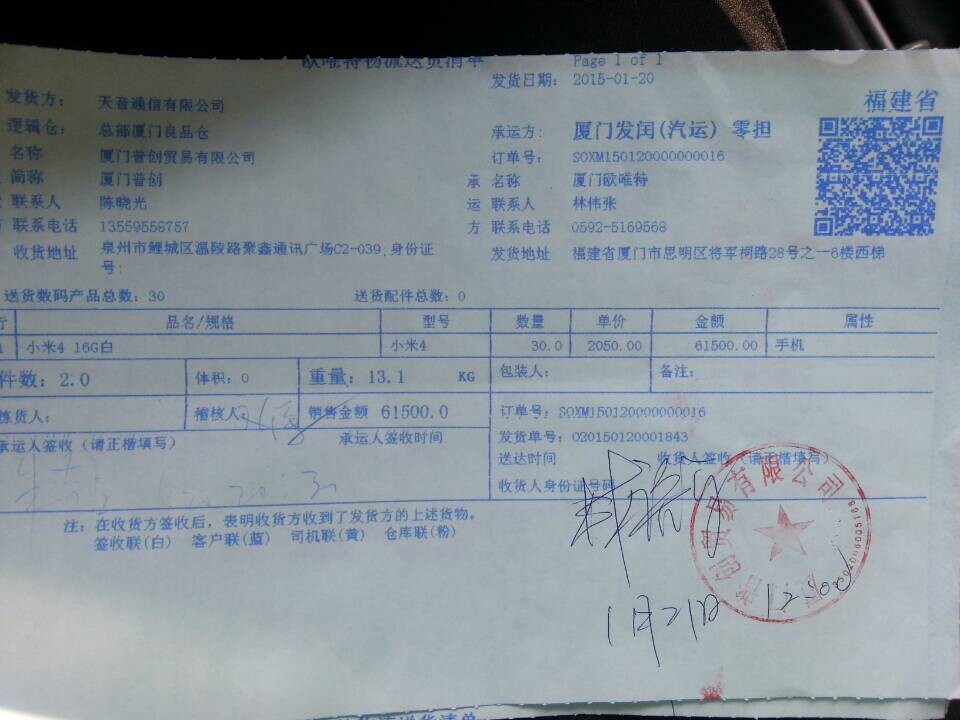 欧唯特物流送货清单
Page 1 of 1
发货日期: 2015-01-20
发货方: 天音通信有限公司
福建省
逻辑仓: 总部厦门良品仓
承运方: 厦门发闰(汽运) 零担
名称 厦门普创贸易有限公司
订单号: SOXM150120000000016
简称 厦门普创
承 名称 厦门欧唯特
联系人 陈晓光
运 联系人 林伟张
联系电话 13559558757
方 联系电话 0592-5169568
收货地址 泉州市鲤城区温陵路聚鑫通讯广场C2-039,身份证号:
发货地址 福建省厦门市思明区将军祠路28号之一6楼西梯
送货数码产品总数: 30 送货配件总数: 0
行 品名/规格 型号 数量 单价 金额 属性
1 小米4 16G白 小米4 30.0 2050.00 61500.00 手机
件数: 2.0 体积: 0 重量: 13.1 KG 包装人: 备注:
拣货人: 稽核人 销售金额 61500.0 订单号: SOXM150120000000016
承运人签收 (请正楷填写) 承运人签收时间
发货单号: 020150120001843
送达时间 收货人签收 (请正楷填写)
收货人身份证号码
注: 在收货方签收后, 表明收货方收到了发货方的上述货物。
签收联(白) 客户联(蓝) 司机联(黄) 仓库联(粉)
普创贸易有限公司
1月21日